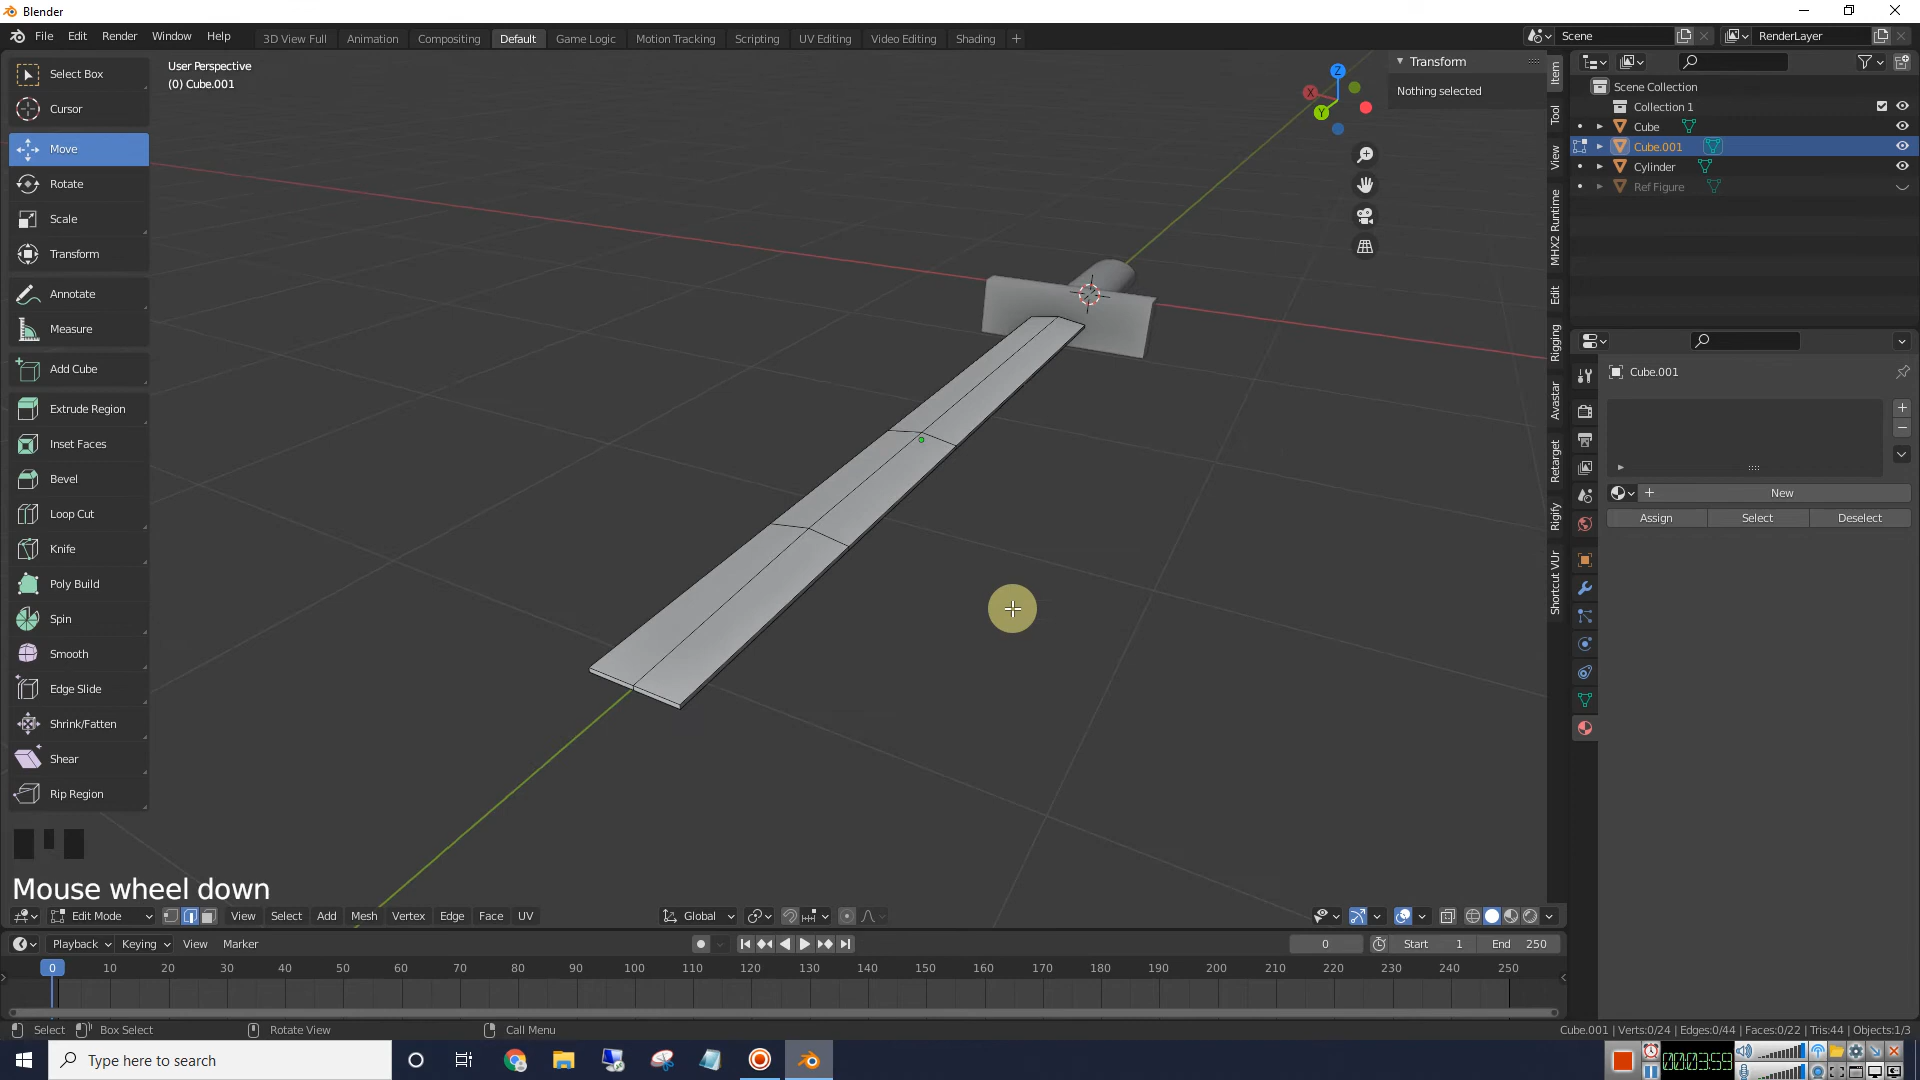 Blender
File Edit Render Window Help
3D View Full Animation Compositing Default Game Logic Motion Tracking Scripting UV Editing Video Editing Shading +
Scene
RenderLayer
Select Box
Cursor
Move
Rotate
Scale
Transform
Annotate
Measure
Add Cube
Extrude Region
Inset Faces
Bevel
Loop Cut
Knife
Poly Build
Spin
Smooth
Edge Slide
Shrink/Fatten
Shear
Rip Region
User Perspective
(0) Cube.001
Z
X
Y
Transform
Nothing selected
Item
Tool
View
MHX2 Runtime
Edit
Rigging
Avastar
Retarget
Rigify
Shortcut VUr
Scene Collection
Collection 1
Cube
Cube.001
Cylinder
Ref Figure
Cube.001
New
Assign Select Deselect
Mouse wheel down
Edit Mode View Select Add Mesh Vertex Edge Face UV Global
Playback Keying View Marker 0 Start 1 End 250
0 10 20 30 40 50 60 70 80 90 100 110 120 130 140 150 160 170 180 190 200 210 220 230 240 250
Select Box Select Rotate View Call Menu
Cube.001 | Verts:0/24 | Edges:0/44 | Faces:0/22 | Tris:44 | Objects:1/3
Type here to search
00:03:59